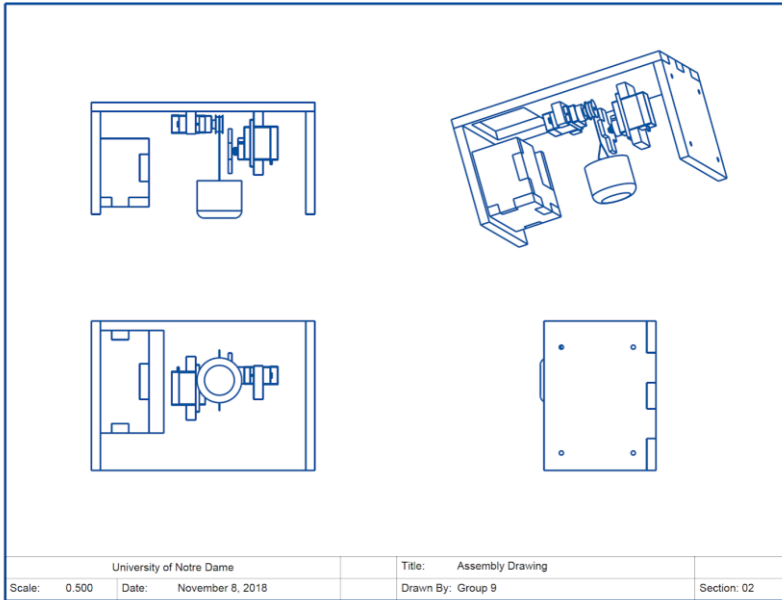 University of Notre Dame
Title: Assembly Drawing
Scale: 0.500 Date: November 8, 2018 Drawn By: Group 9 Section: 02